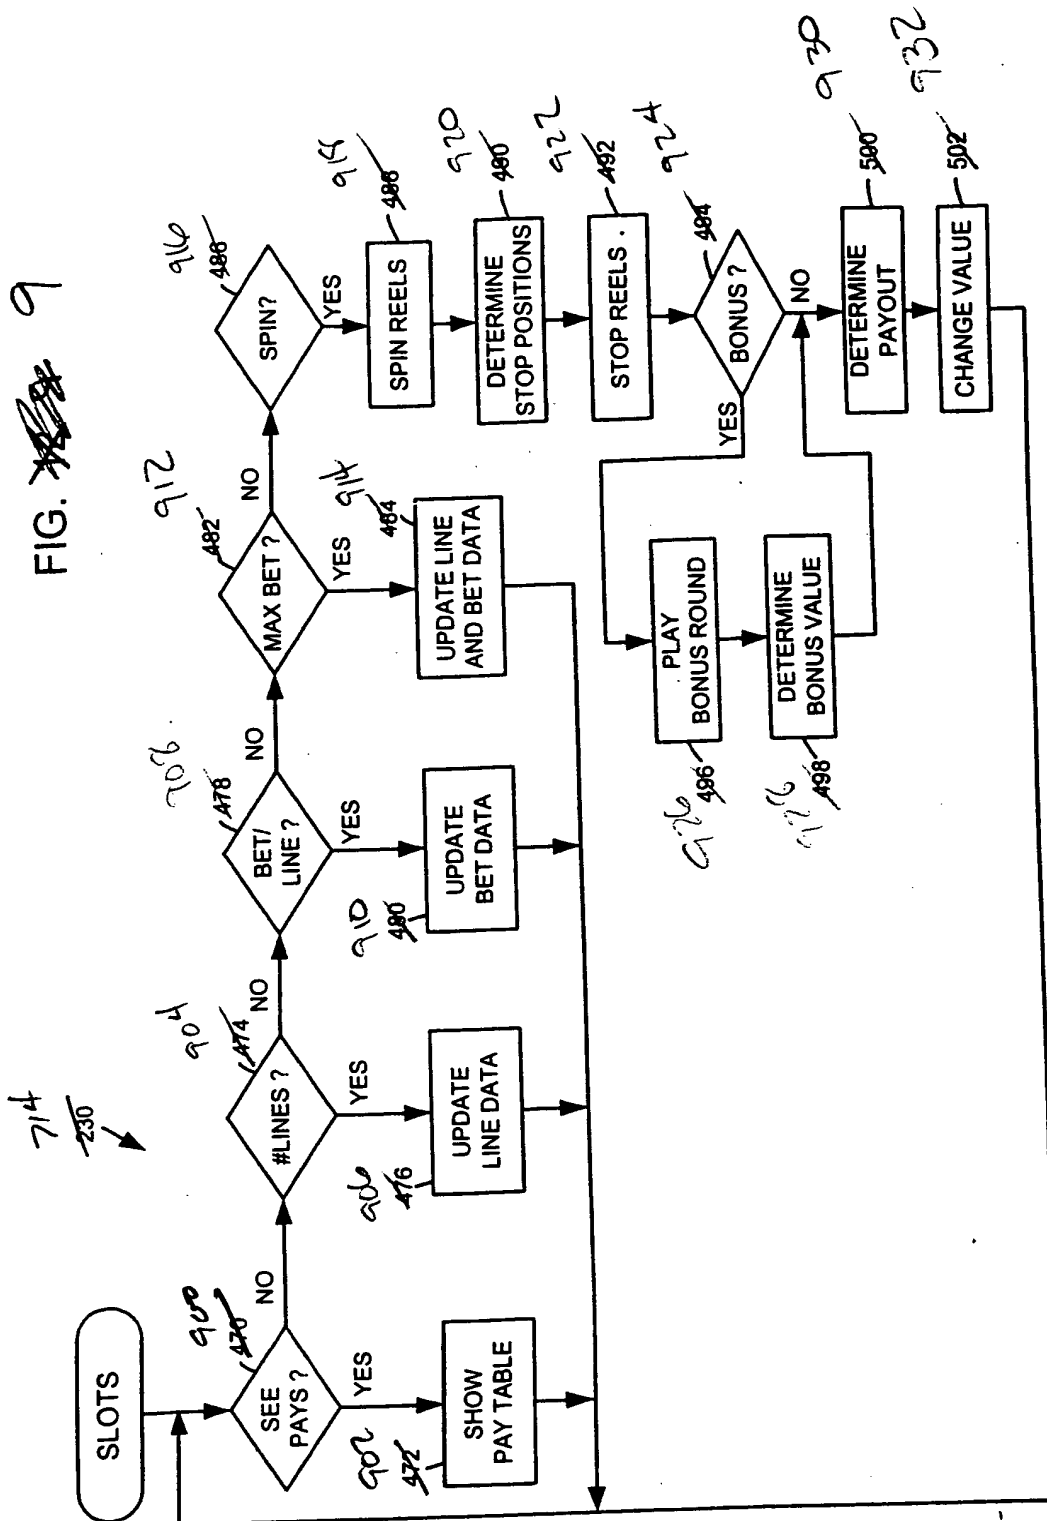 FIG. 9
714
230
SLOTS
900
470
SEE
PAYS ?
NO
YES
902
472
SHOW
PAY TABLE
904
474
#LINES ?
NO
YES
906
476
UPDATE
LINE DATA
908
478
BET/
LINE ?
NO
YES
910
480
UPDATE
BET DATA
912
482
MAX BET ?
NO
YES
914
484
UPDATE LINE
AND BET DATA
916
486
SPIN?
YES
918
488
SPIN REELS
920
490
DETERMINE
STOP POSITIONS
922
492
STOP REELS
924
494
BONUS ?
YES
NO
926
496
PLAY
BONUS ROUND
928
498
DETERMINE
BONUS VALUE
930
500
DETERMINE
PAYOUT
932
502
CHANGE VALUE